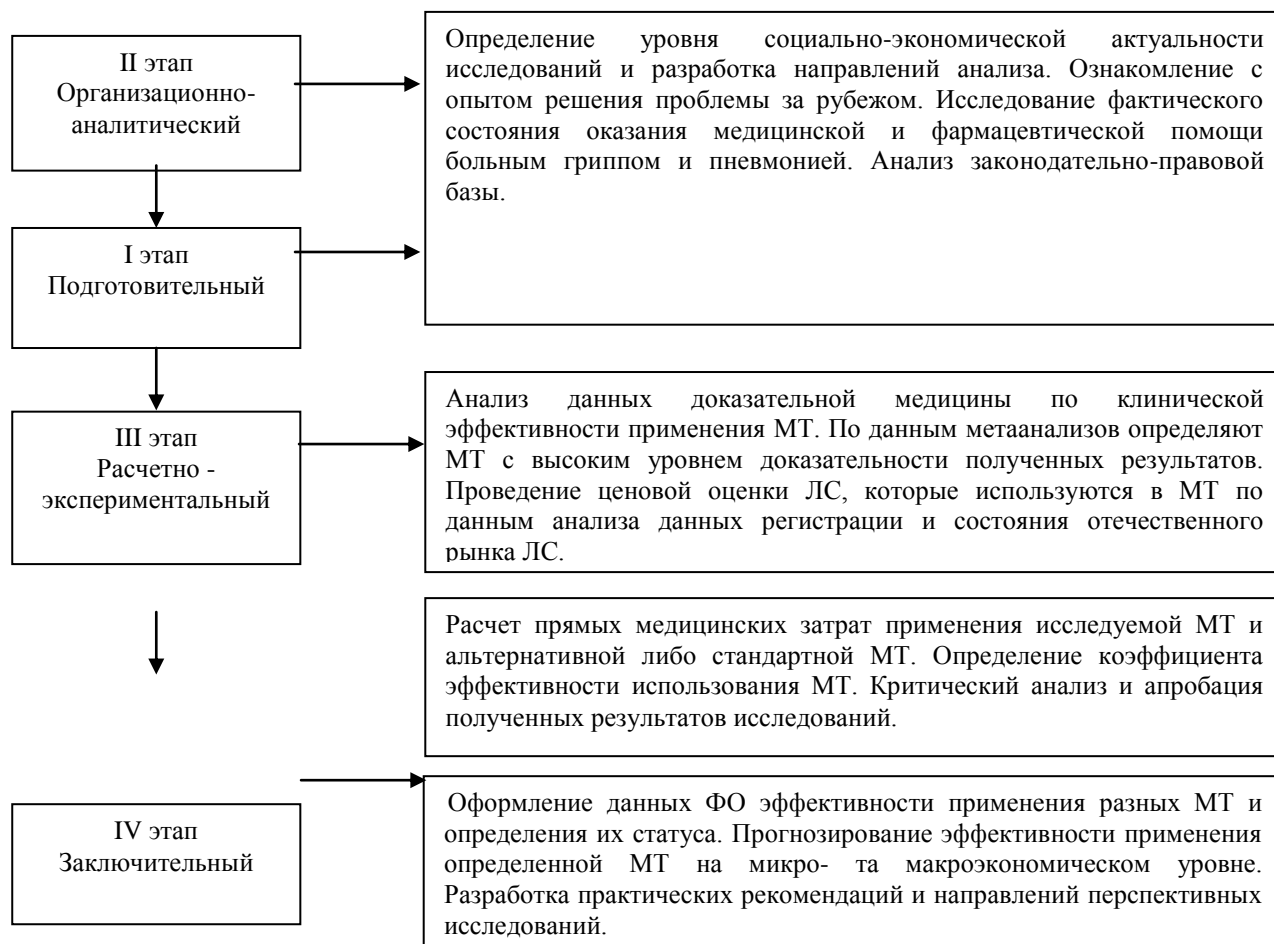 II этап
Организационно-
аналитический
Определение уровня социально-экономической актуальности
исследований и разработка направлений анализа. Ознакомление с
опытом решения проблемы за рубежом. Исследование фактического
состояния оказания медицинской и фармацевтической помощи
больным гриппом и пневмонией. Анализ законодательно-правовой
базы.
I этап
Подготовительный
III этап
Расчетно -
экспериментальный
Анализ данных доказательной медицины по клинической
эффективности применения МТ. По данным метаанализов определяют
МТ с высоким уровнем доказательности полученных результатов.
Проведение ценовой оценки ЛС, которые используются в МТ по
данным анализа данных регистрации и состояния отечественного
рынка ЛС.
Расчет прямых медицинских затрат применения исследуемой МТ и
альтернативной либо стандартной МТ. Определение коэффициента
эффективности использования МТ. Критический анализ и апробация
полученных результатов исследований.
IV этап
Заключительный
Оформление данных ФО эффективности применения разных МТ и
определения их статуса. Прогнозирование эффективности применения
определенной МТ на микро- та макроэкономическом уровне.
Разработка практических рекомендаций и направлений перспективных
исследований.